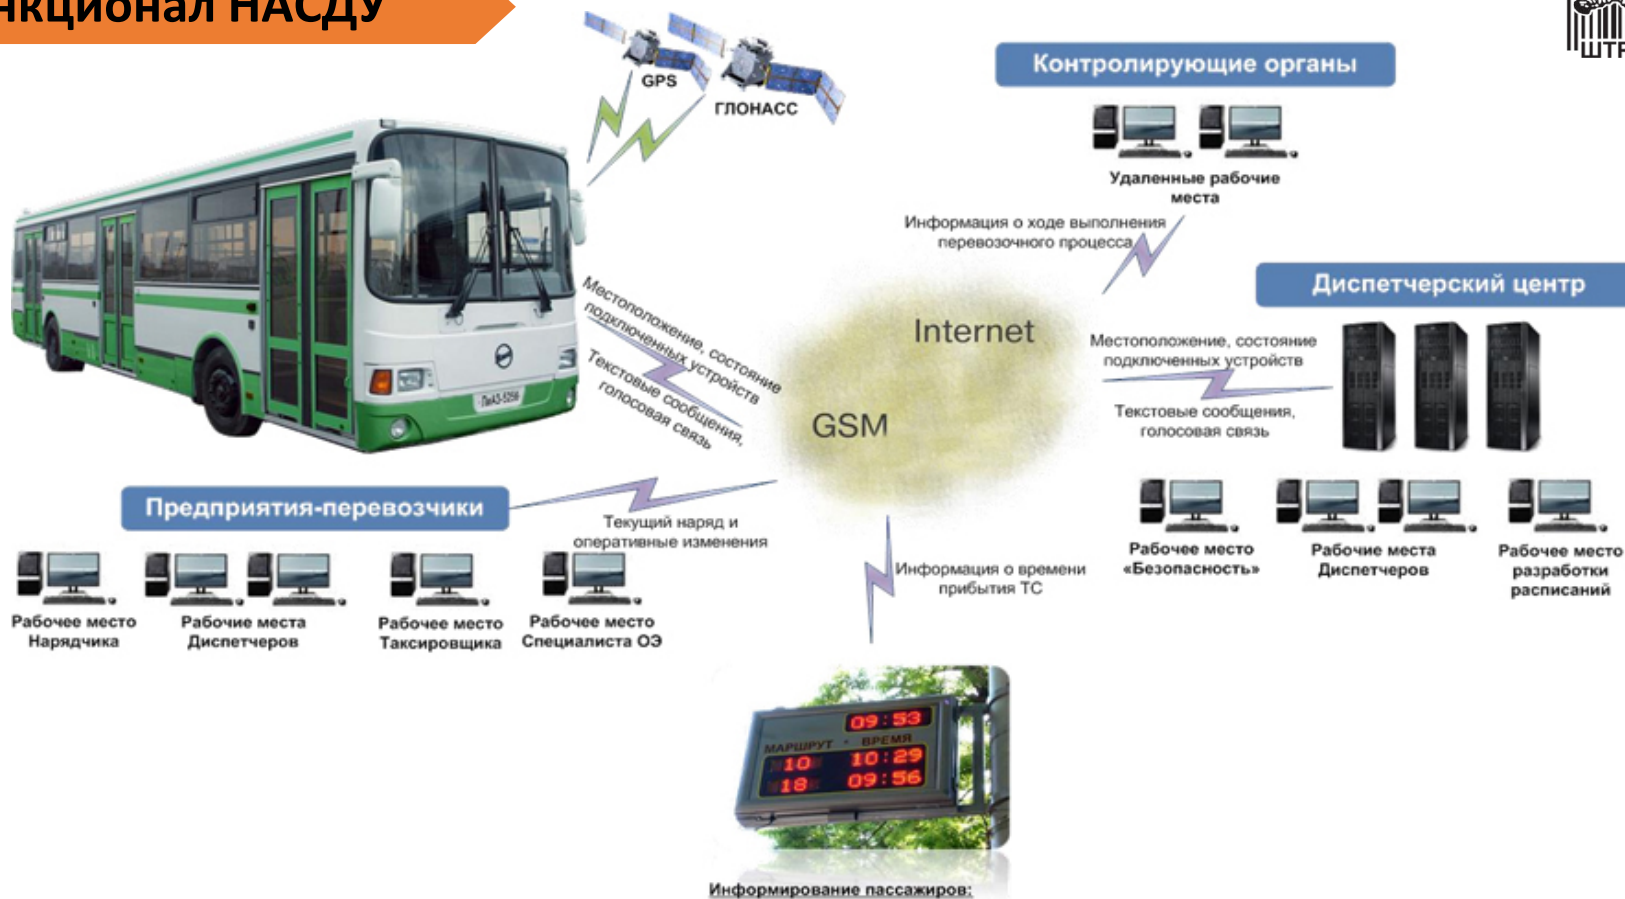 нкционал НАСДУ
ШТР
GPS
ГЛОНАСС
Контролирующие органы
Удаленные рабочие
места
Информация о ходе выполнения
перевозочного процесса
Диспетчерский центр
Местоположение, состояние
подключенных устройств
Текстовые сообщения,
голосовая связь
Internet
GSM
Местоположение, состояние
подключенных устройств
Текстовые сообщения,
голосовая связь
ЛиАЗ-5256
Предприятия-перевозчики
Текущий наряд и
оперативные изменения
Рабочее место
Нарядчика
Рабочие места
Диспетчеров
Рабочее место
Таксировщика
Рабочее место
Специалиста ОЭ
Информация о времени
прибытия ТС
Рабочее место
«Безопасность»
Рабочие места
Диспетчеров
Рабочее место
разработки
расписаний
09:53
МАРШРУТ - ВРЕМЯ
10 10:29
18 09:56
Информирование пассажиров: